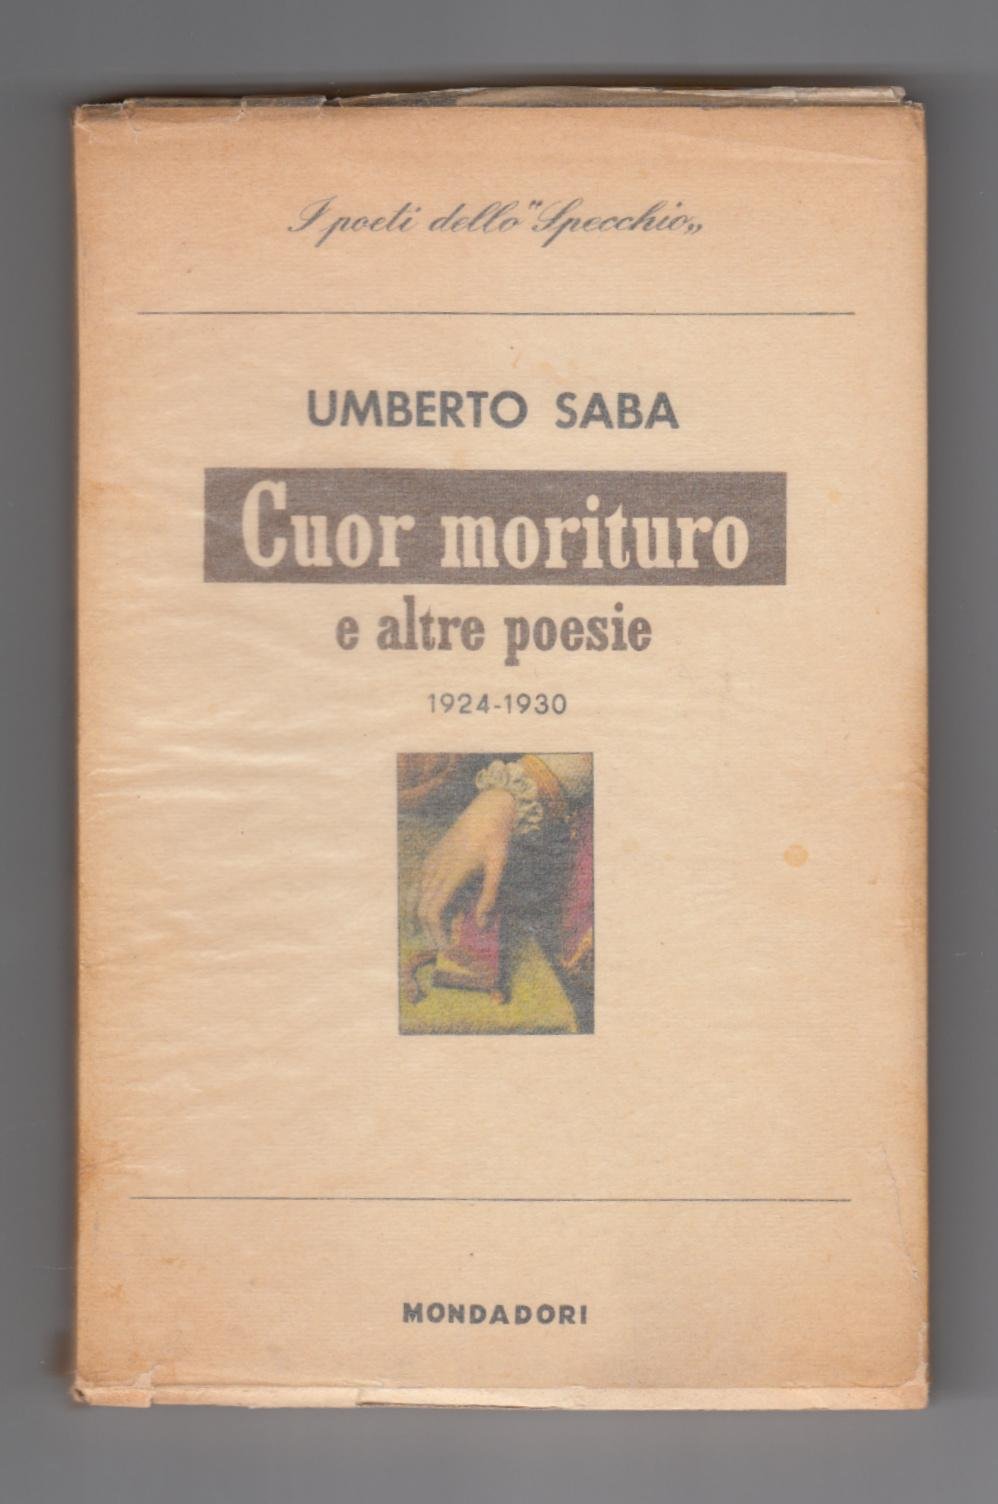 I poeti dello "Specchio„
UMBERTO SABA
Cuor morituro
e altre poesie
1924-1930
MONDADORI